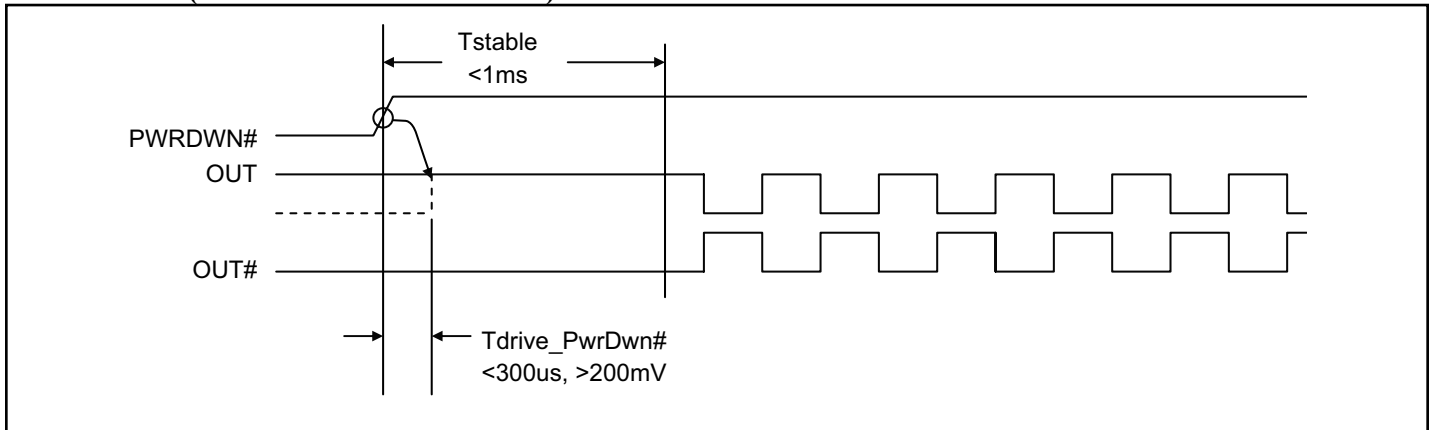 Tstable
<1ms
PWRDWN#
OUT
OUT#
Tdrive_PwrDwn#
<300us, >200mV